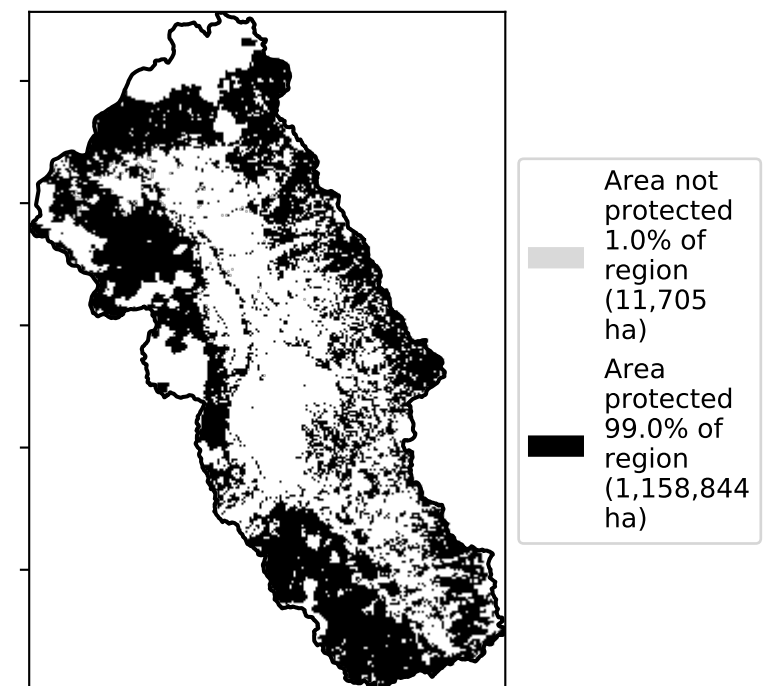 Area not
protected
1.0% of
region
(11,705
ha)
Area
protected
99.0% of
region
(1,158,844
ha)